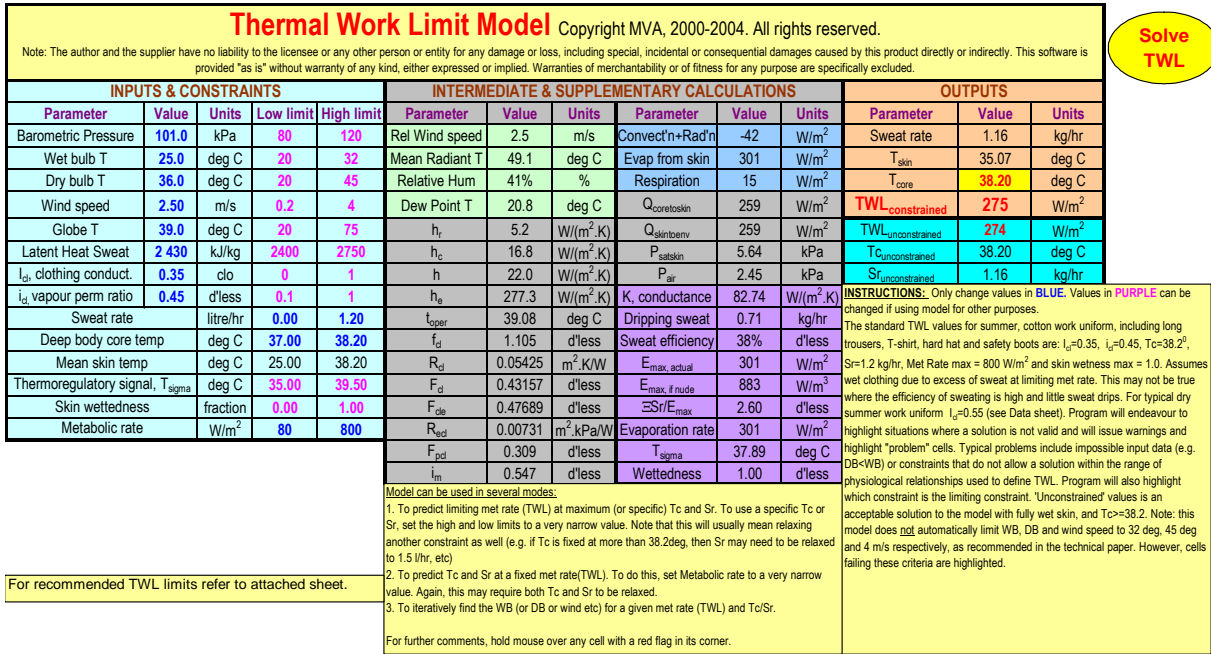 Thermal Work Limit Model Copyright MVA, 2000-2004. All rights reserved.
Note: The author and the supplier have no liability to the licensee or any other person or entity for any damage or loss, including special, incidental or consequential damages caused by this product directly or indirectly. This software is
provided "as is" without warranty of any kind, either expressed or implied. Warranties of merchantability or of fitness for any purpose are specifically excluded.
Solve
TWL
INPUTS & CONSTRAINTS
Parameter Value Units Low limit High limit
Barometric Pressure 101.0 kPa 80 120
Wet bulb T 25.0 deg C 20 32
Dry bulb T 36.0 deg C 20 45
Wind speed 2.50 m/s 0.2 4
Globe T 39.0 deg C 20 75
Latent Heat Sweat 2 430 kJ/kg 2400 2750
Icl, clothing conduct. 0.35 clo 0 1
icl, vapour perm ratio 0.45 d'less 0.1 1
Sweat rate litre/hr 0.00 1.20
Deep body core temp deg C 37.00 38.20
Mean skin temp deg C 25.00 38.20
Thermoregulatory signal, Tsigma deg C 35.00 39.50
Skin wettedness fraction 0.00 1.00
Metabolic rate W/m² 80 800
For recommended TWL limits refer to attached sheet.
INTERMEDIATE & SUPPLEMENTARY CALCULATIONS
Parameter Value Units Parameter Value Units
Rel Wind speed 2.5 m/s Convect'n+Rad'n -42 W/m²
Mean Radiant T 49.1 deg C Evap from skin 301 W/m²
Relative Hum 41% % Respiration 15 W/m²
Dew Point T 20.8 deg C Qcoretoskin 259 W/m²
hr 5.2 W/(m².K) Qskintoenv 259 W/m²
hc 16.8 W/(m².K) Psatskin 5.64 kPa
h 22.0 W/(m².K) Pair 2.45 kPa
he 277.3 W/(m².K) K, conductance 82.74 W/(m².K)
toper 39.08 deg C Dripping sweat 0.71 kg/hr
fcl 1.105 d'less Sweat efficiency 38% d'less
Rcl 0.05425 m².K/W Emax, actual 301 W/m²
Fcl 0.43157 d'less Emax, if nude 883 W/m³
Fcle 0.47689 d'less ΞSr/Emax 2.60 d'less
Recl 0.00731 m².kPa/W Evaporation rate 301 W/m²
Fpcl 0.309 d'less Tsigma 37.89 deg C
im 0.547 d'less Wettedness 1.00 d'less
Model can be used in several modes:
1. To predict limiting met rate (TWL) at maximum (or specific) Tc and Sr. To use a specific Tc or
Sr, set the high and low limits to a very narrow value. Note that this will usually mean relaxing
another constraint as well (e.g. if Tc is fixed at more than 38.2deg, then Sr may need to be relaxed
to 1.5 l/hr, etc)
2. To predict Tc and Sr at a fixed met rate(TWL). To do this, set Metabolic rate to a very narrow
value. Again, this may require both Tc and Sr to be relaxed.
3. To iteratively find the WB (or DB or wind etc) for a given met rate (TWL) and Tc/Sr.
For further comments, hold mouse over any cell with a red flag in its corner.
OUTPUTS
Parameter Value Units
Sweat rate 1.16 kg/hr
Tskin 35.07 deg C
Tcore 38.20 deg C
TWLconstrained 275 W/m²
TWLunconstrained 274 W/m²
Tcunconstrained 38.20 deg C
Srunconstrained 1.16 kg/hr
INSTRUCTIONS: Only change values in BLUE. Values in PURPLE can be
changed if using model for other purposes.
The standard TWL values for summer, cotton work uniform, including long
trousers, T-shirt, hard hat and safety boots are: Icl=0.35, icl=0.45, Tc=38.2⁰,
Sr=1.2 kg/hr, Met Rate max = 800 W/m² and skin wetness max = 1.0. Assumes
wet clothing due to excess of sweat at limiting met rate. This may not be true
where the efficiency of sweating is high and little sweat drips. For typical dry
summer work uniform Icl=0.55 (see Data sheet). Program will endeavour to
highlight situations where a solution is not valid and will issue warnings and
highlight "problem" cells. Typical problems include impossible input data (e.g.
DB<WB) or constraints that do not allow a solution within the range of
physiological relationships used to define TWL. Program will also highlight
which constraint is the limiting constraint. 'Unconstrained' values is an
acceptable solution to the model with fully wet skin, and Tc>=38.2. Note: this
model does not automatically limit WB, DB and wind speed to 32 deg, 45 deg
and 4 m/s respectively, as recommended in the technical paper. However, cells
failing these criteria are highlighted.